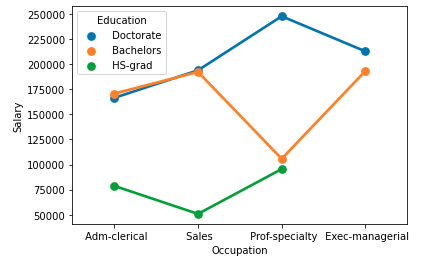 Education
Doctorate
Bachelors
HS-grad
250000
225000
200000
175000
150000
125000
100000
75000
50000
Salary
Adm-clerical Sales Prof-specialty Exec-managerial
Occupation